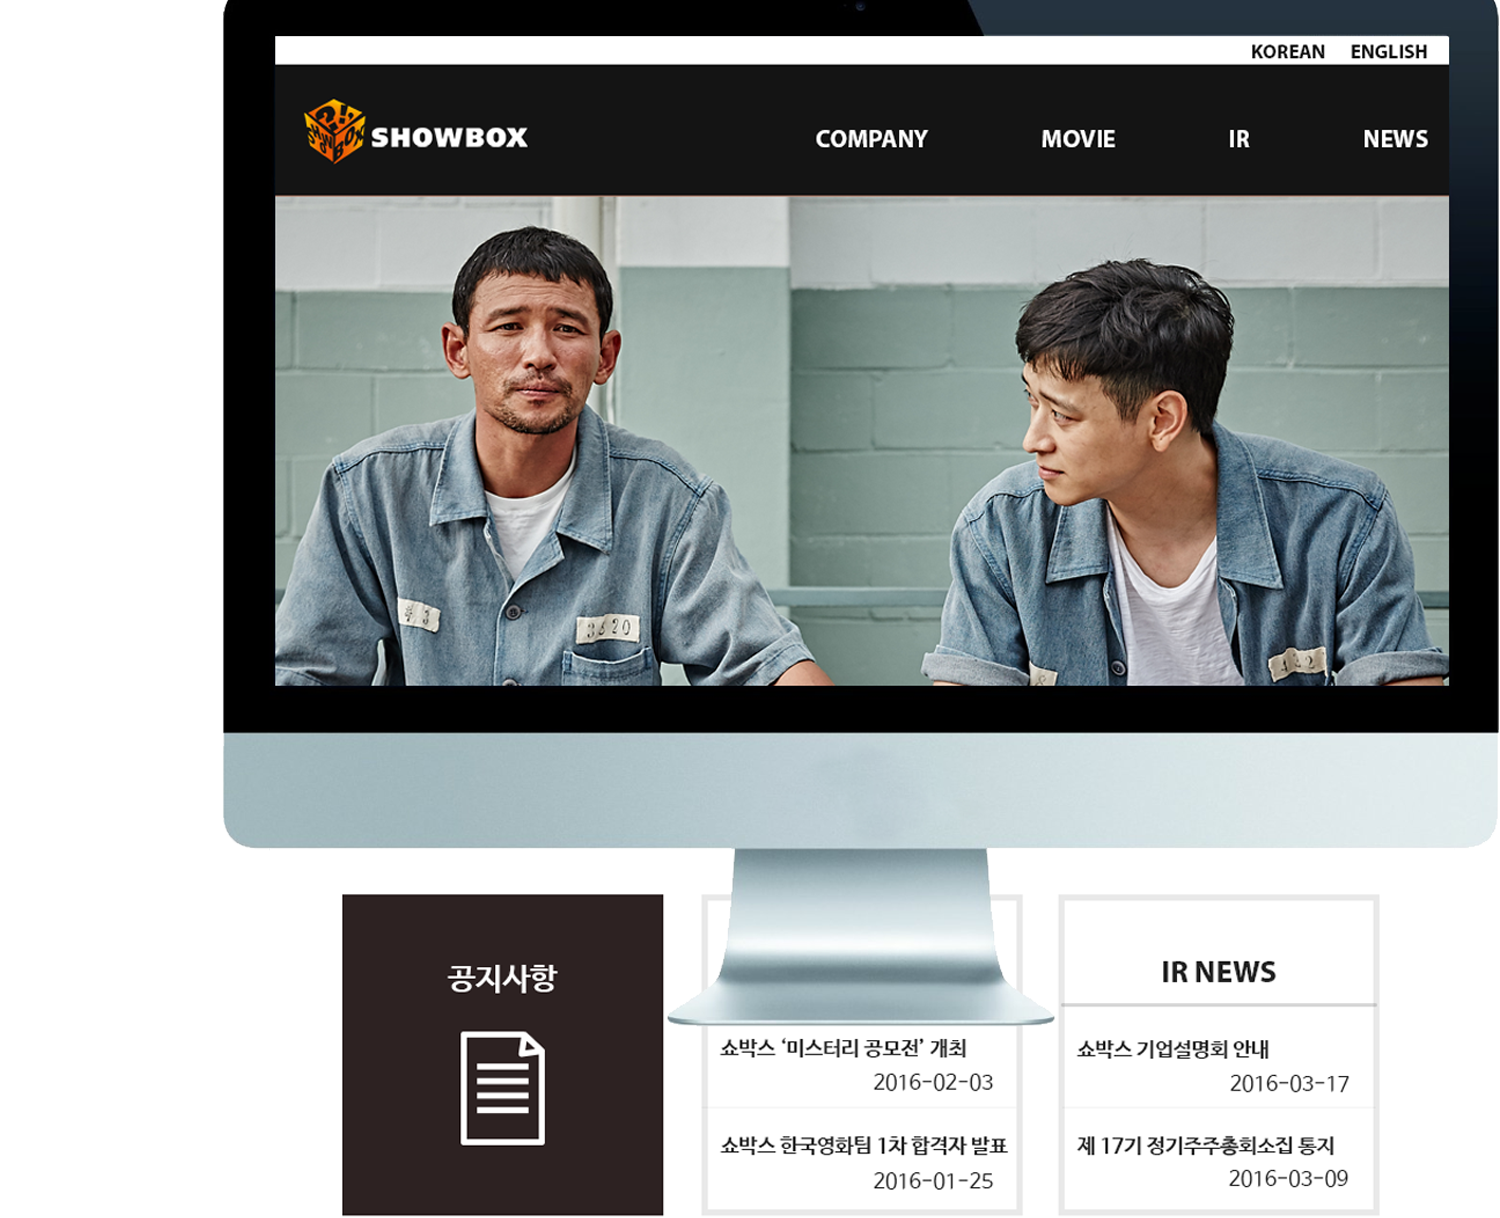 KOREAN ENGLISH
SHOWBOX
COMPANY MOVIE IR NEWS
3620
공지사항
쇼박스 ‘미스터리 공모전’ 개최
2016-02-03
쇼박스 한국영화팀 1차 합격자 발표
2016-01-25
IR NEWS
쇼박스 기업설명회 안내
2016-03-17
제 17기 정기주주총회소집 통지
2016-03-09